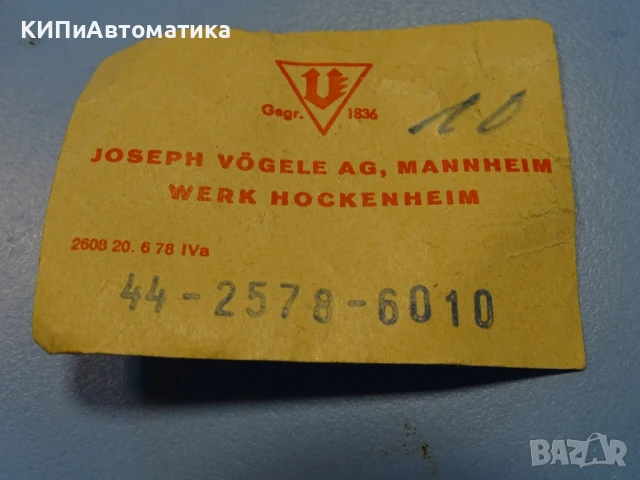 КИПиАвтоматика
V
Gegr. 1836
10
JOSEPH VÖGELE AG, MANNHEIM
WERK HOCKENHEIM
2608 20. 6 78 IVa
44-2578-6010
BAZAR